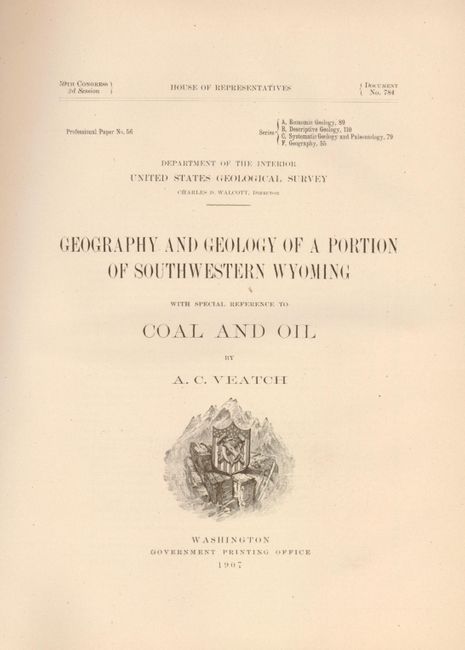 59TH CONGRESS HOUSE OF REPRESENTATIVES DOCUMENT
2d Session No. 784
Professional Paper No. 56
Series
A, Economic Geology, 89
B, Descriptive Geology, 110
C, Systematic Geology and Paleontology, 79
F, Geography, 55
DEPARTMENT OF THE INTERIOR
UNITED STATES GEOLOGICAL SURVEY
CHARLES D. WALCOTT, DIRECTOR
GEOGRAPHY AND GEOLOGY OF A PORTION
OF SOUTHWESTERN WYOMING
WITH SPECIAL REFERENCE TO
COAL AND OIL
BY
A. C. VEATCH
WASHINGTON
GOVERNMENT PRINTING OFFICE
1907